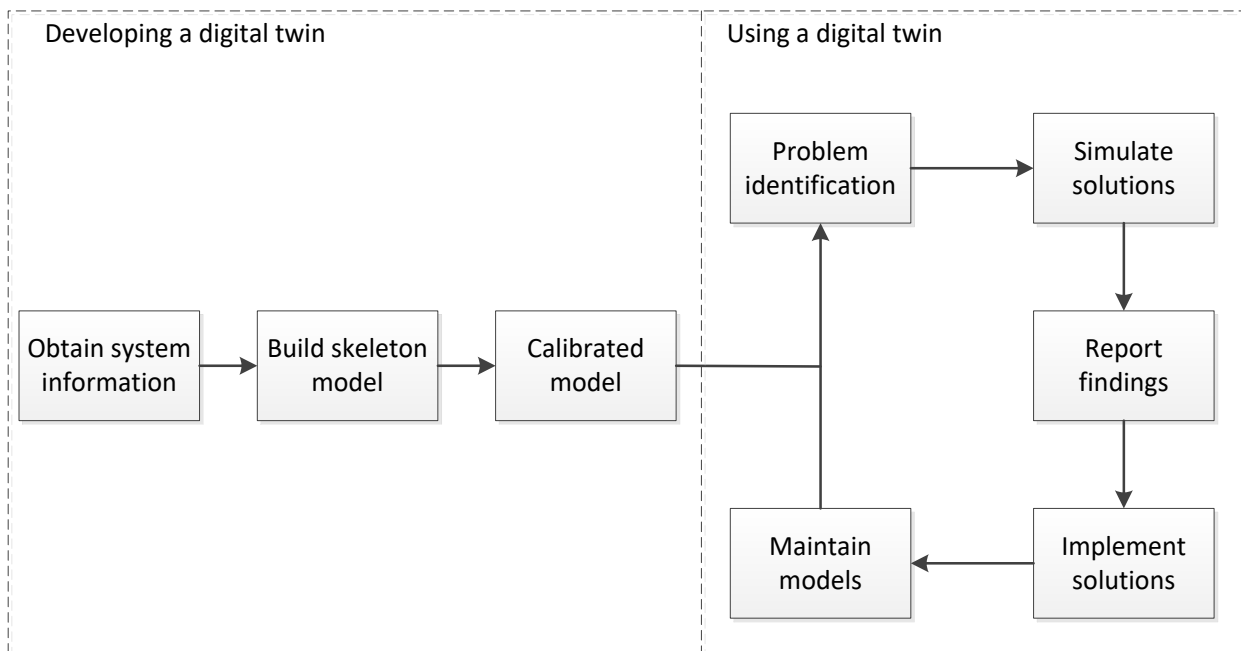 Developing a digital twin
Using a digital twin
Problem
identification
Simulate
solutions
Obtain system
information
Build skeleton
model
Calibrated
model
Report
findings
Maintain
models
Implement
solutions